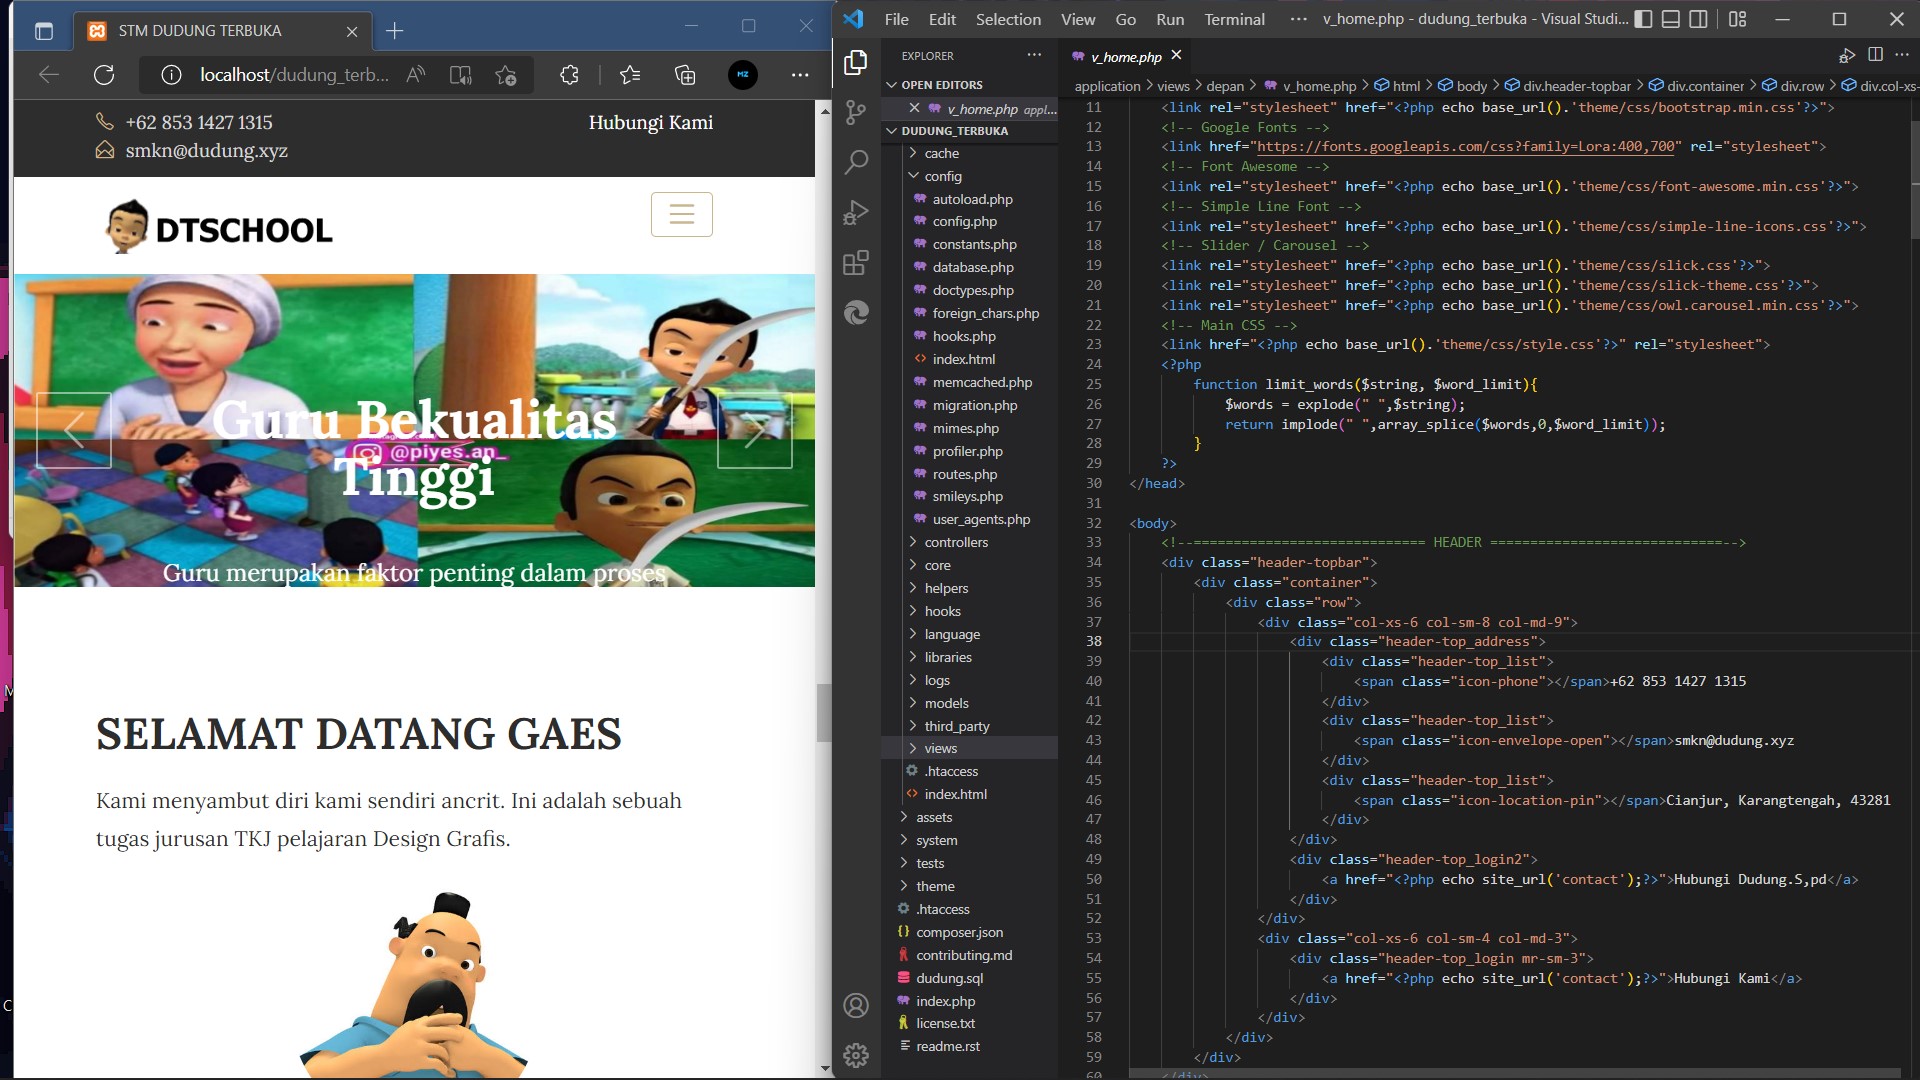 STM DUDUNG TERBUKA
localhost/dudung_terb...
+62 853 1427 1315
Hubungi Kami
smkn@dudung.xyz
DTSCHOOL
Guru Bekualitas
@piyes.an_
Tinggi
Guru merupakan faktor penting dalam proses
SELAMAT DATANG GAES
Kami menyambut diri kami sendiri ancrit. Ini adalah sebuah
tugas jurusan TKJ pelajaran Design Grafis.
File Edit Selection View Go Run Terminal ··· v_home.php - dudung_terbuka - Visual Studi...
EXPLORER ···
OPEN EDITORS
v_home.php appl...
DUDUNG_TERBUKA
cache
config
autoload.php
config.php
constants.php
database.php
doctypes.php
foreign_chars.php
hooks.php
index.html
memcached.php
migration.php
mimes.php
profiler.php
routes.php
smileys.php
user_agents.php
controllers
core
helpers
hooks
language
libraries
logs
models
third_party
views
.htaccess
index.html
assets
system
tests
theme
.htaccess
composer.json
contributing.md
dudung.sql
index.php
license.txt
readme.rst
v_home.php
application > views > depan > v_home.php > html > body > div.header-topbar > div.container > div.row > div.col-xs-
11 <link rel="stylesheet" href="<?php echo base_url().'theme/css/bootstrap.min.css'?>">
12 <!-- Google Fonts -->
13 <link href="https://fonts.googleapis.com/css?family=Lora:400,700" rel="stylesheet">
14 <!-- Font Awesome -->
15 <link rel="stylesheet" href="<?php echo base_url().'theme/css/font-awesome.min.css'?>">
16 <!-- Simple Line Font -->
17 <link rel="stylesheet" href="<?php echo base_url().'theme/css/simple-line-icons.css'?>">
18 <!-- Slider / Carousel -->
19 <link rel="stylesheet" href="<?php echo base_url().'theme/css/slick.css'?>">
20 <link rel="stylesheet" href="<?php echo base_url().'theme/css/slick-theme.css'?>">
21 <link rel="stylesheet" href="<?php echo base_url().'theme/css/owl.carousel.min.css'?>">
22 <!-- Main CSS -->
23 <link href="<?php echo base_url().'theme/css/style.css'?>" rel="stylesheet">
24 <?php
25 function limit_words($string, $word_limit){
26 $words = explode(" ",$string);
27 return implode(" ",array_splice($words,0,$word_limit));
28 }
29 ?>
30 </head>
31
32 <body>
33 <!--============================= HEADER =============================-->
34 <div class="header-topbar">
35 <div class="container">
36 <div class="row">
37 <div class="col-xs-6 col-sm-8 col-md-9">
38 <div class="header-top_address">
39 <div class="header-top_list">
40 <span class="icon-phone"></span>+62 853 1427 1315
41 </div>
42 <div class="header-top_list">
43 <span class="icon-envelope-open"></span>smkn@dudung.xyz
44 </div>
45 <div class="header-top_list">
46 <span class="icon-location-pin"></span>Cianjur, Karangtengah, 43281
47 </div>
48 </div>
49 <div class="header-top_login2">
50 <a href="<?php echo site_url('contact');?>">Hubungi Dudung.S,pd</a>
51 </div>
52 </div>
53 <div class="col-xs-6 col-sm-4 col-md-3">
54 <div class="header-top_login mr-sm-3">
55 <a href="<?php echo site_url('contact');?>">Hubungi Kami</a>
56 </div>
57 </div>
58 </div>
59 </div>
60 </div>